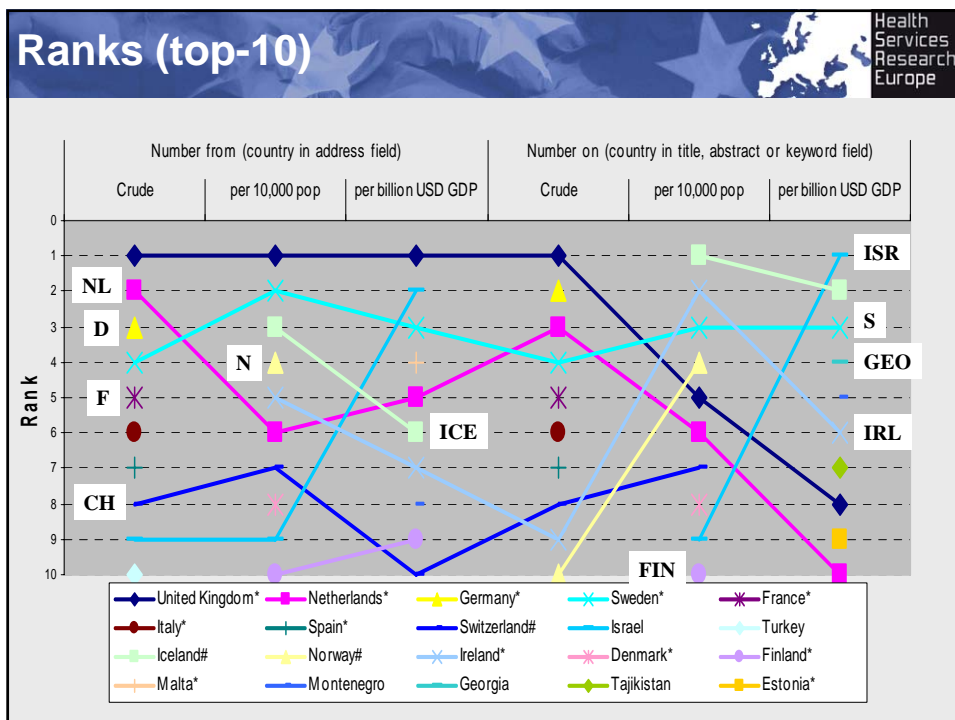 Ranks (top-10)
Health
Services
Research
Europe
Number from (country in address field)
Number on (country in title, abstract or keyword field)
Crude
per 10,000 pop
per billion USD GDP
Crude
per 10,000 pop
per billion USD GDP
Rank
0
1
2
3
4
5
6
7
8
9
10
NL
D
F
CH
N
ICE
FIN
ISR
S
GEO
IRL
United Kingdom* Netherlands* Germany* Sweden* France*
Italy* Spain* Switzerland# Israel Turkey
Iceland# Norway# Ireland* Denmark* Finland*
Malta* Montenegro Georgia Tajikistan Estonia*